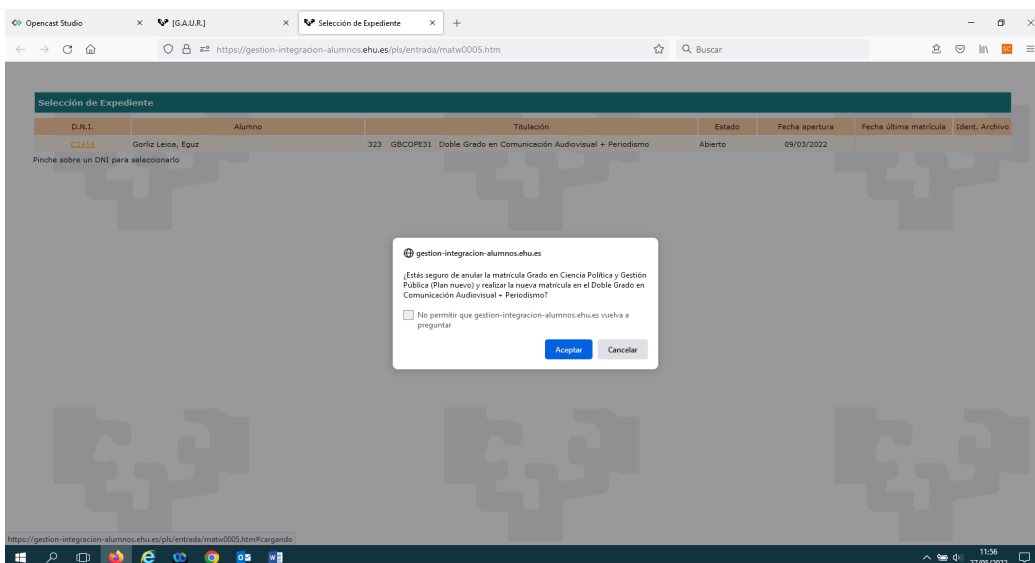 Opencast Studio
[G.A.U.R.]
Selección de Expediente
https://gestion-integracion-alumnos.ehu.es/pls/entrada/matw0005.htm
Buscar
SC
Selección de Expediente
D.N.I. Alumno Titulación Estado Fecha apertura Fecha última matrícula Ident. Archivo
C1414 Gorliz Leioa, Eguz 323 GBCOPE31 Doble Grado en Comunicación Audiovisual + Periodismo Abierto 09/03/2022
Pinche sobre un DNI para seleccionarlo
gestion-integracion-alumnos.ehu.es
¿Estás seguro de anular la matrícula Grado en Ciencia Política y Gestión
Pública (Plan nuevo) y realizar la nueva matrícula en el Doble Grado en
Comunicación Audiovisual + Periodismo?
No permitir que gestion-integracion-alumnos.ehu.es vuelva a
preguntar
Aceptar Cancelar
https://gestion-integracion-alumnos.ehu.es/pls/entrada/matw0005.htm#cargando
11:56
27/05/2022